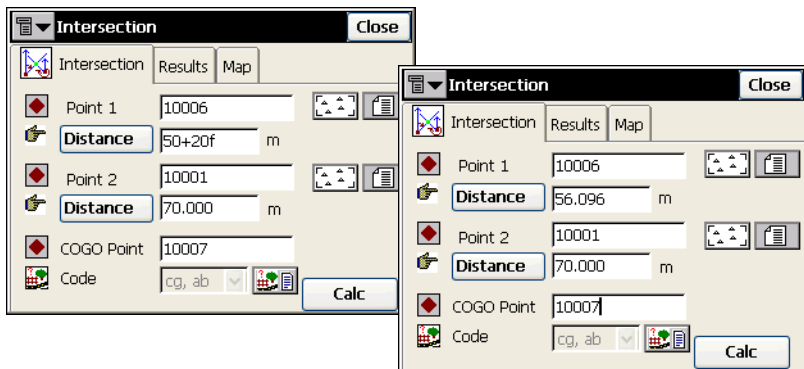 Intersection Close
Intersection Results Map
Point 1 10006
Distance 50+20f m
Point 2 10001
Distance 70.000 m
COGO Point 10007
Code cg, ab
Calc
Intersection Close
Intersection Results Map
Point 1 10006
Distance 56.096 m
Point 2 10001
Distance 70.000 m
COGO Point 10007
Code cg, ab
Calc